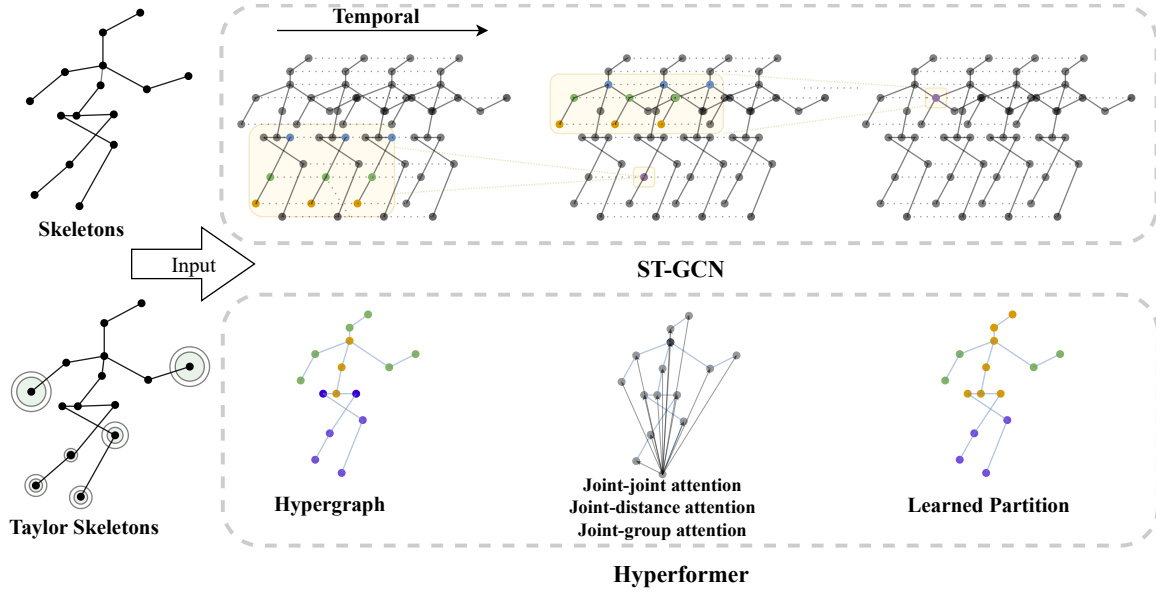 Temporal
Skeletons
ST-GCN
Input
Taylor Skeletons
Hypergraph
Joint-joint attention
Joint-distance attention
Joint-group attention
Learned Partition
Hyperformer